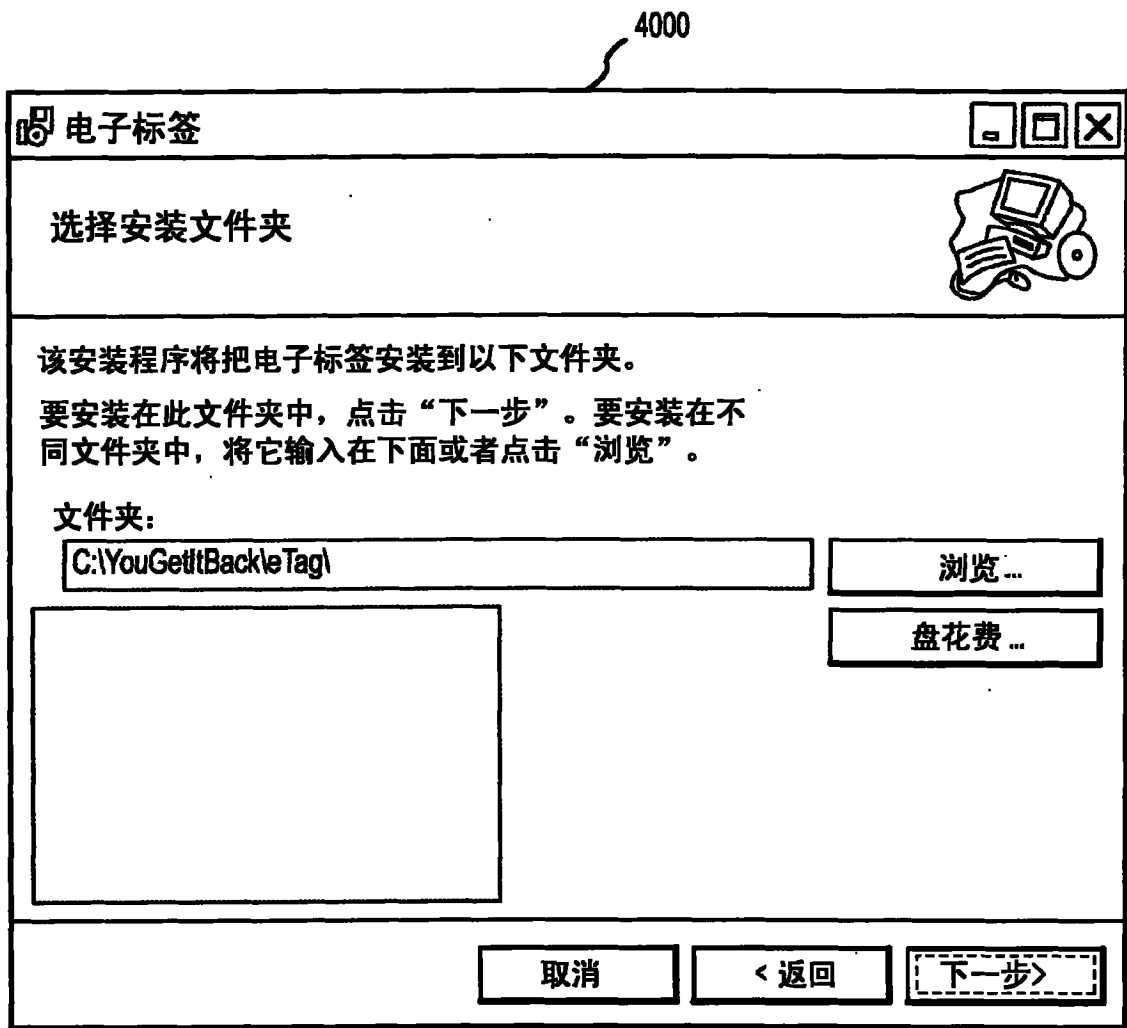 4000
电子标签
选择安装文件夹
该安装程序将把电子标签安装到以下文件夹。
要安装在此文件夹中，点击“下一步”。要安装在不
同文件夹中，将它输入在下面或者点击“浏览”。
文件夹：
C:\YouGetItBack\eTag\
浏览...
盘花费...
取消
<返回
下一步>